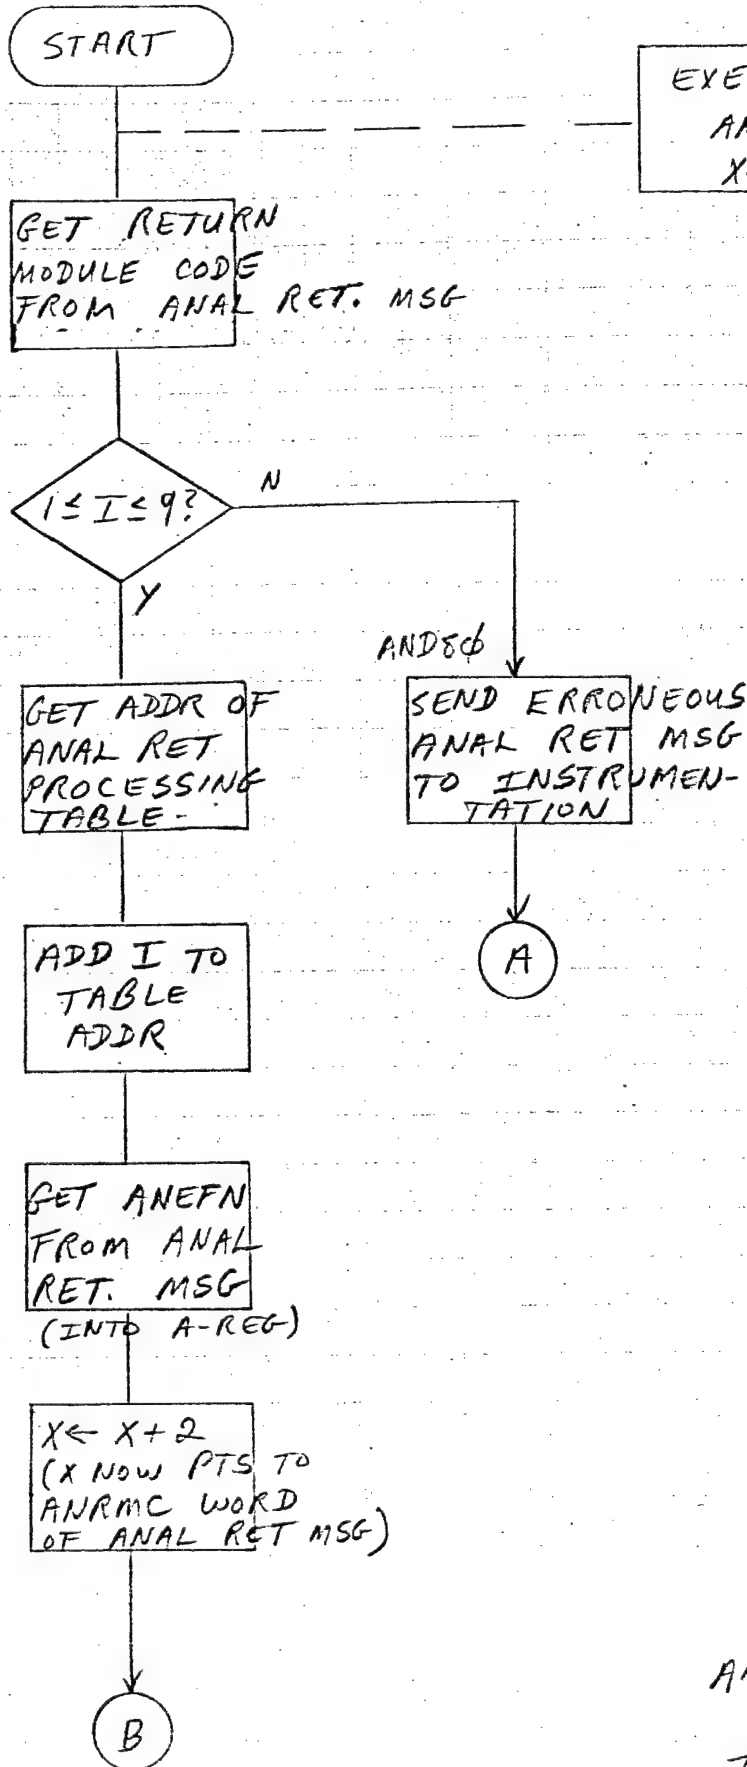 START
EXE
AN
X
GET RETURN
MODULE CODE
FROM ANAL RET. MSG
1 ≤ I ≤ 9?
N
Y
GET ADDR OF
ANAL RET
PROCESSING
TABLE -
ADD I TO
TABLE
ADDR
GET ANEFN
FROM ANAL
RET. MSG
(INTO A-REG)
X ← X + 2
(X NOW PTS TO
ANRMC WORD
OF ANAL RET MSG)
B
SEND ERRONEOUS
ANAL RET MSG
TO INSTRUMEN-
TATION
A